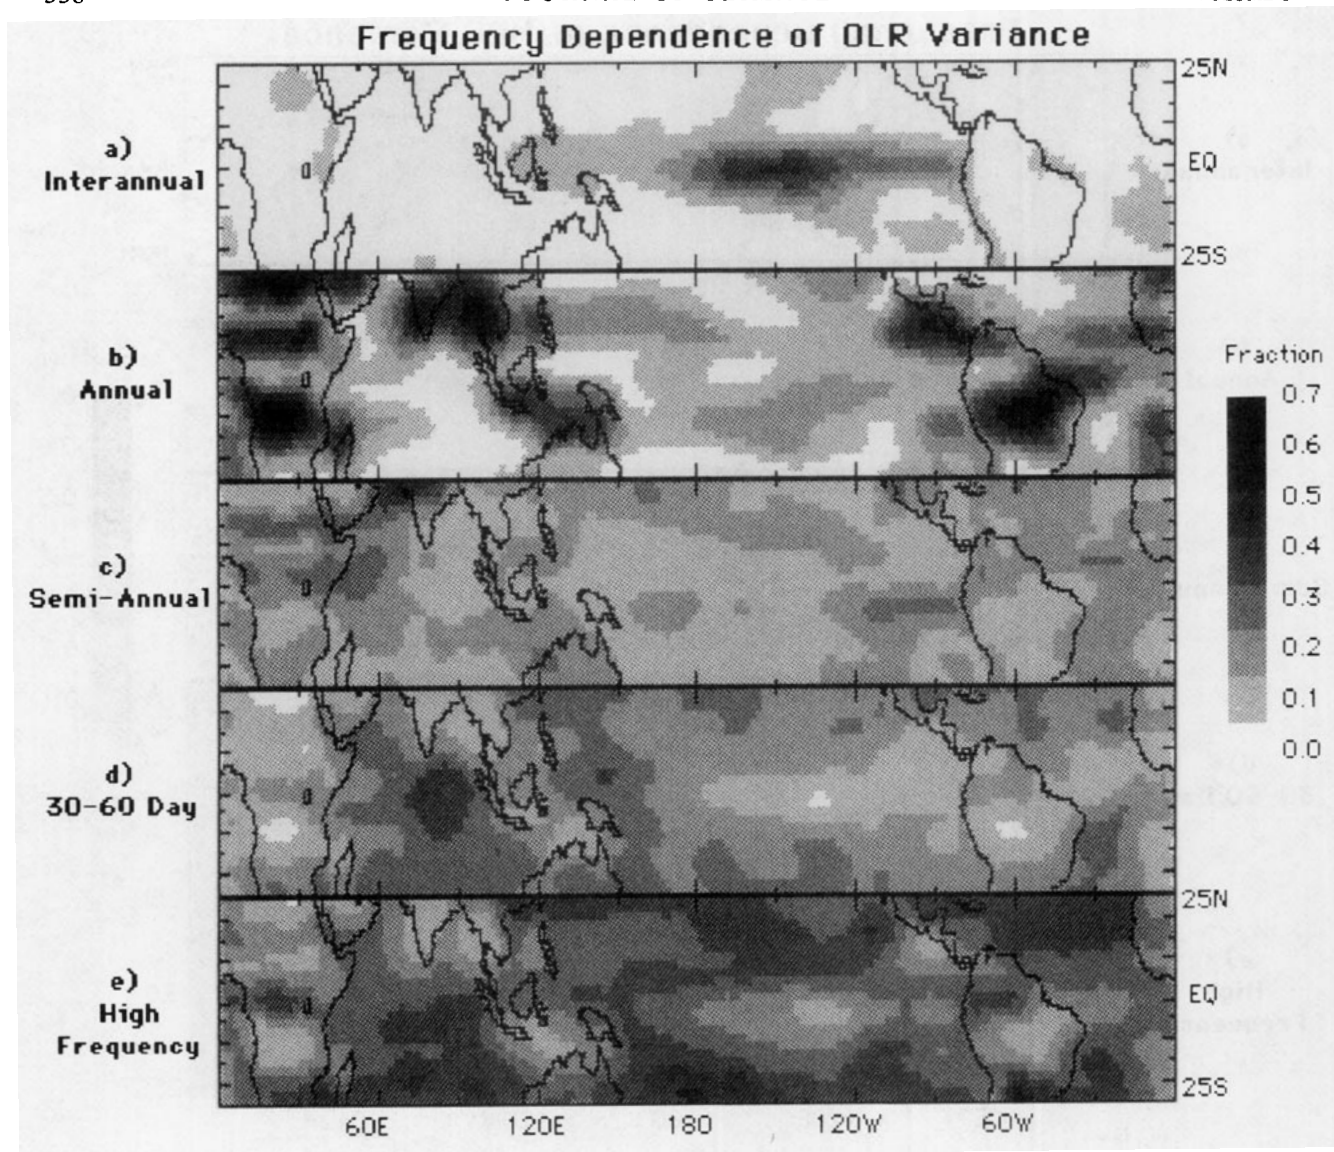 Frequency Dependence of OLR Variance
25N
a)
Interannual
EQ
25S
b)
Annual
Fraction
0.7
0.6
0.5
0.4
0.3
0.2
0.1
0.0
c)
Semi-Annual
d)
30-60 Day
25N
e)
High
Frequency
EQ
25S
60E
120E
180
120W
60W